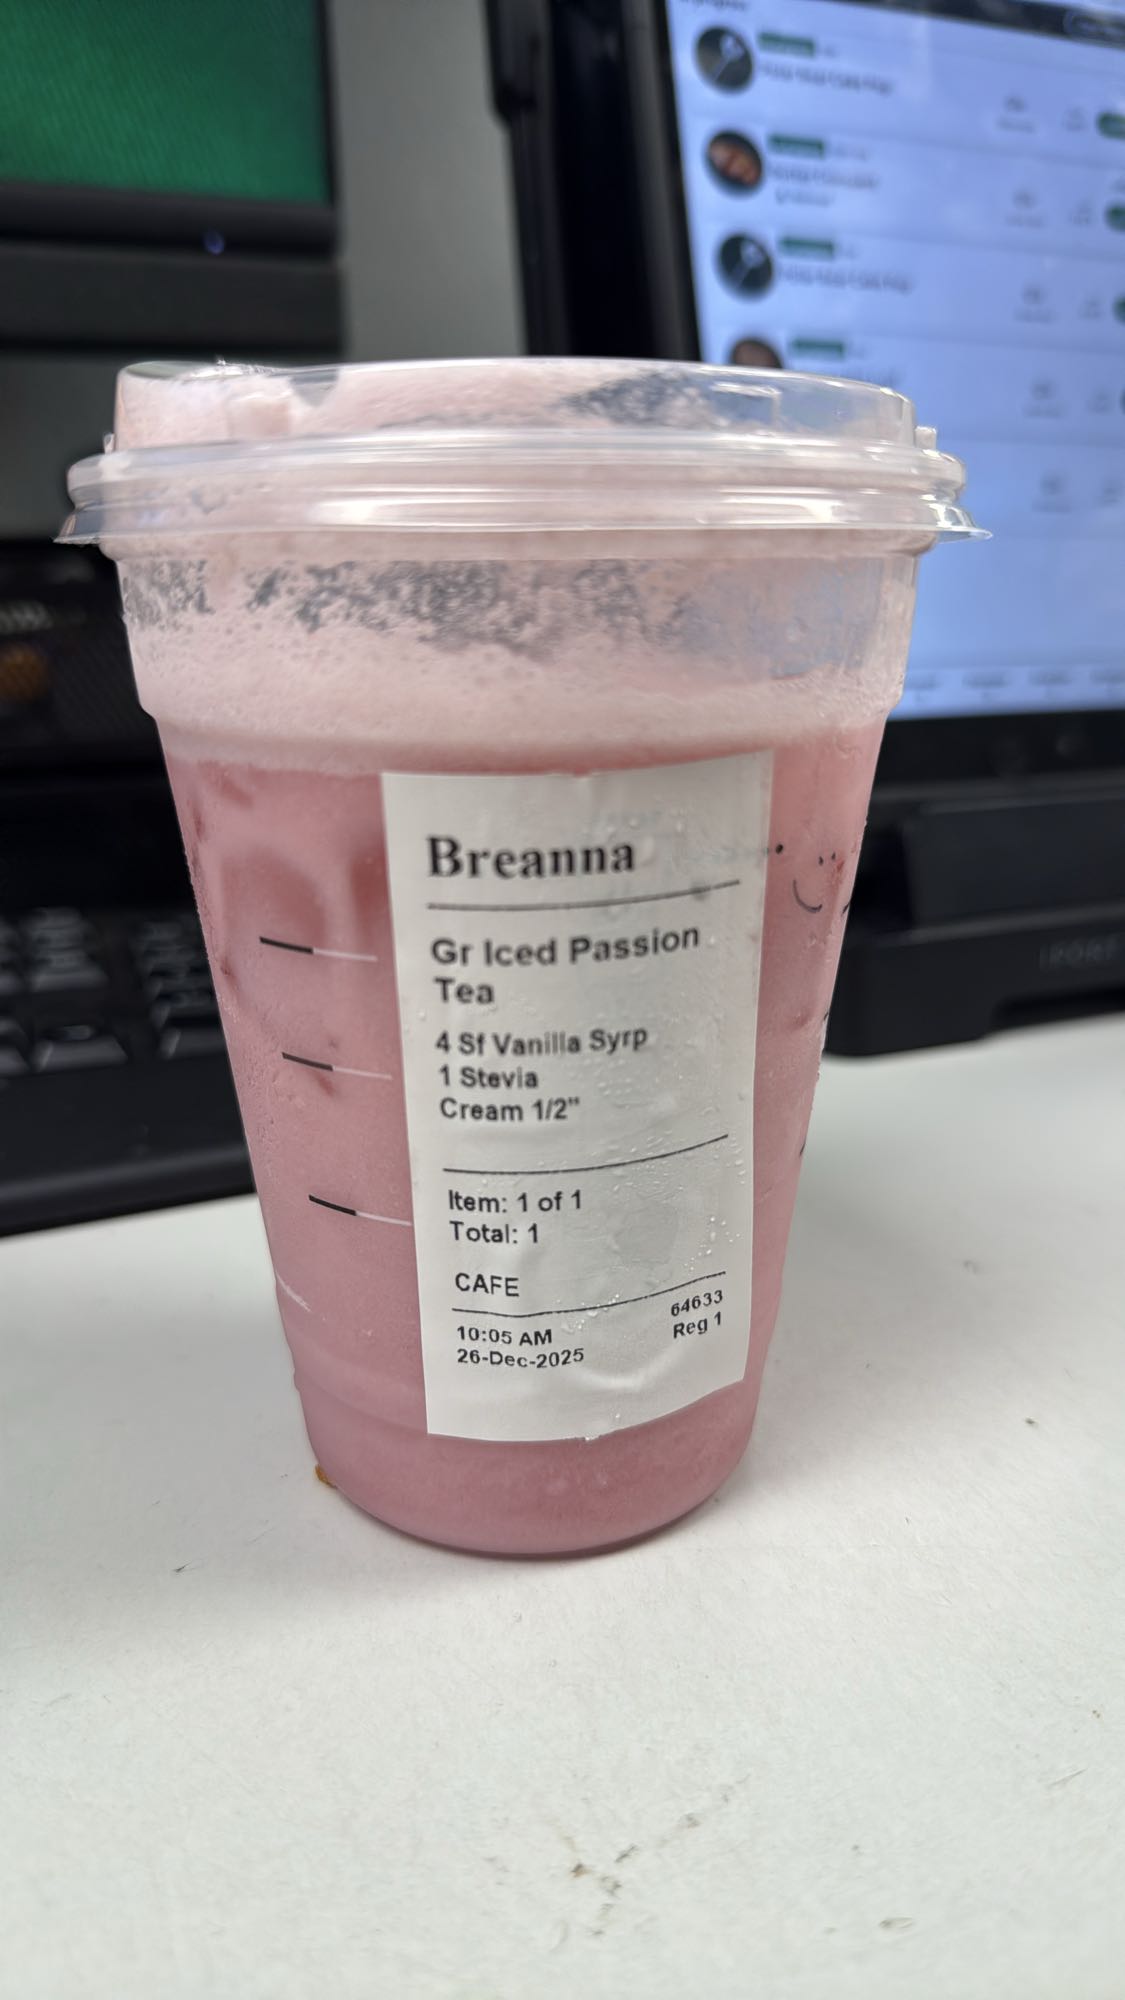 Breanna
Gr Iced Passion
Tea
4 Sf Vanilla Syrp
1 Stevia
Cream 1/2"
Item: 1 of 1
Total: 1
CAFE
64633
10:05 AM
Reg 1
26-Dec-2025